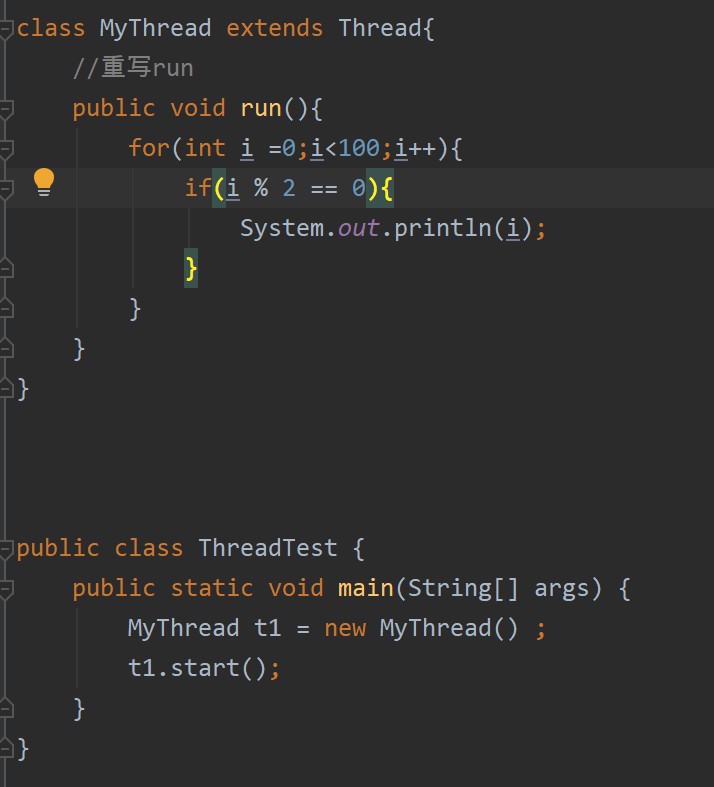 class MyThread extends Thread{
//重写run
public void run(){
for(int i =0;i<100;i++){
if(i % 2 == 0){
System.out.println(i);
}
}
}
}
public class ThreadTest {
public static void main(String[] args) {
MyThread t1 = new MyThread() ;
t1.start();
}
}